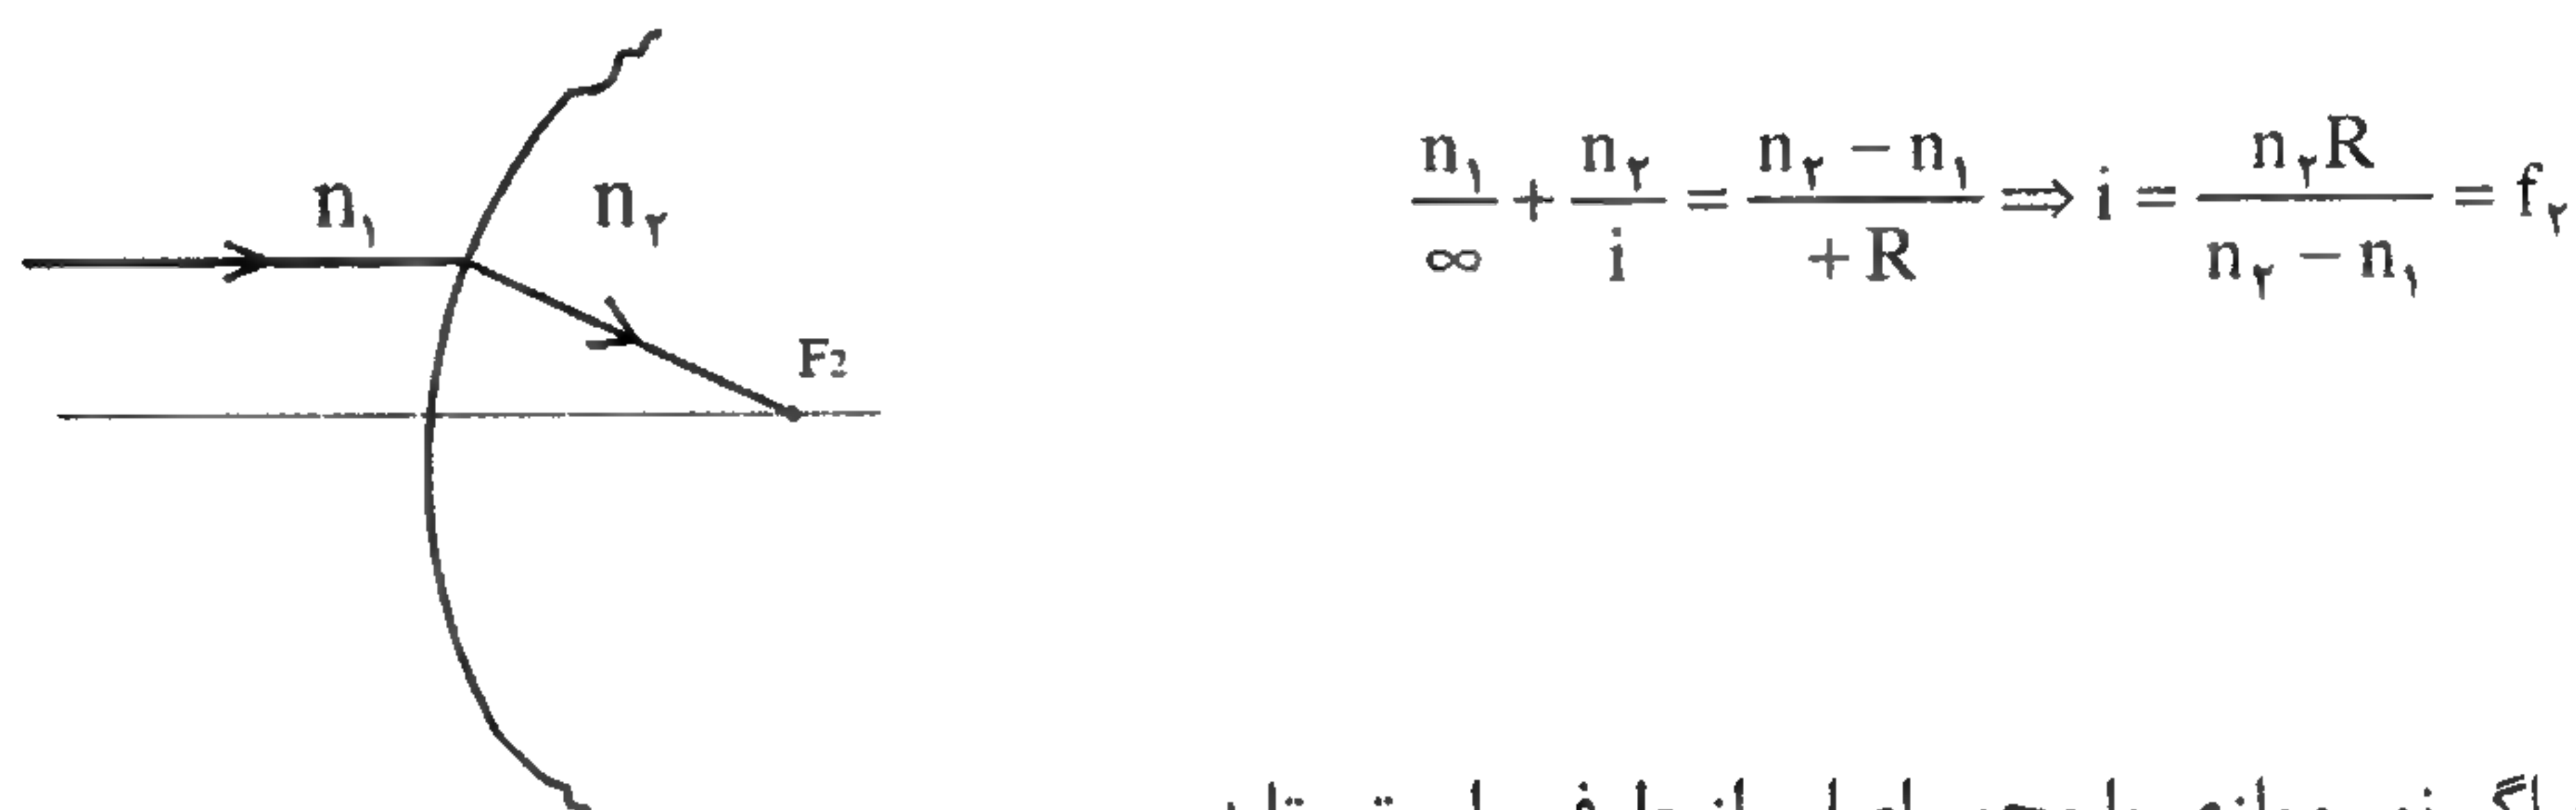 n₁ n₂
F2
n₁/∞ + n₂/i = (n₂ − n₁)/(+R) ⇒ i = n₂R/(n₂ − n₁) = f₂